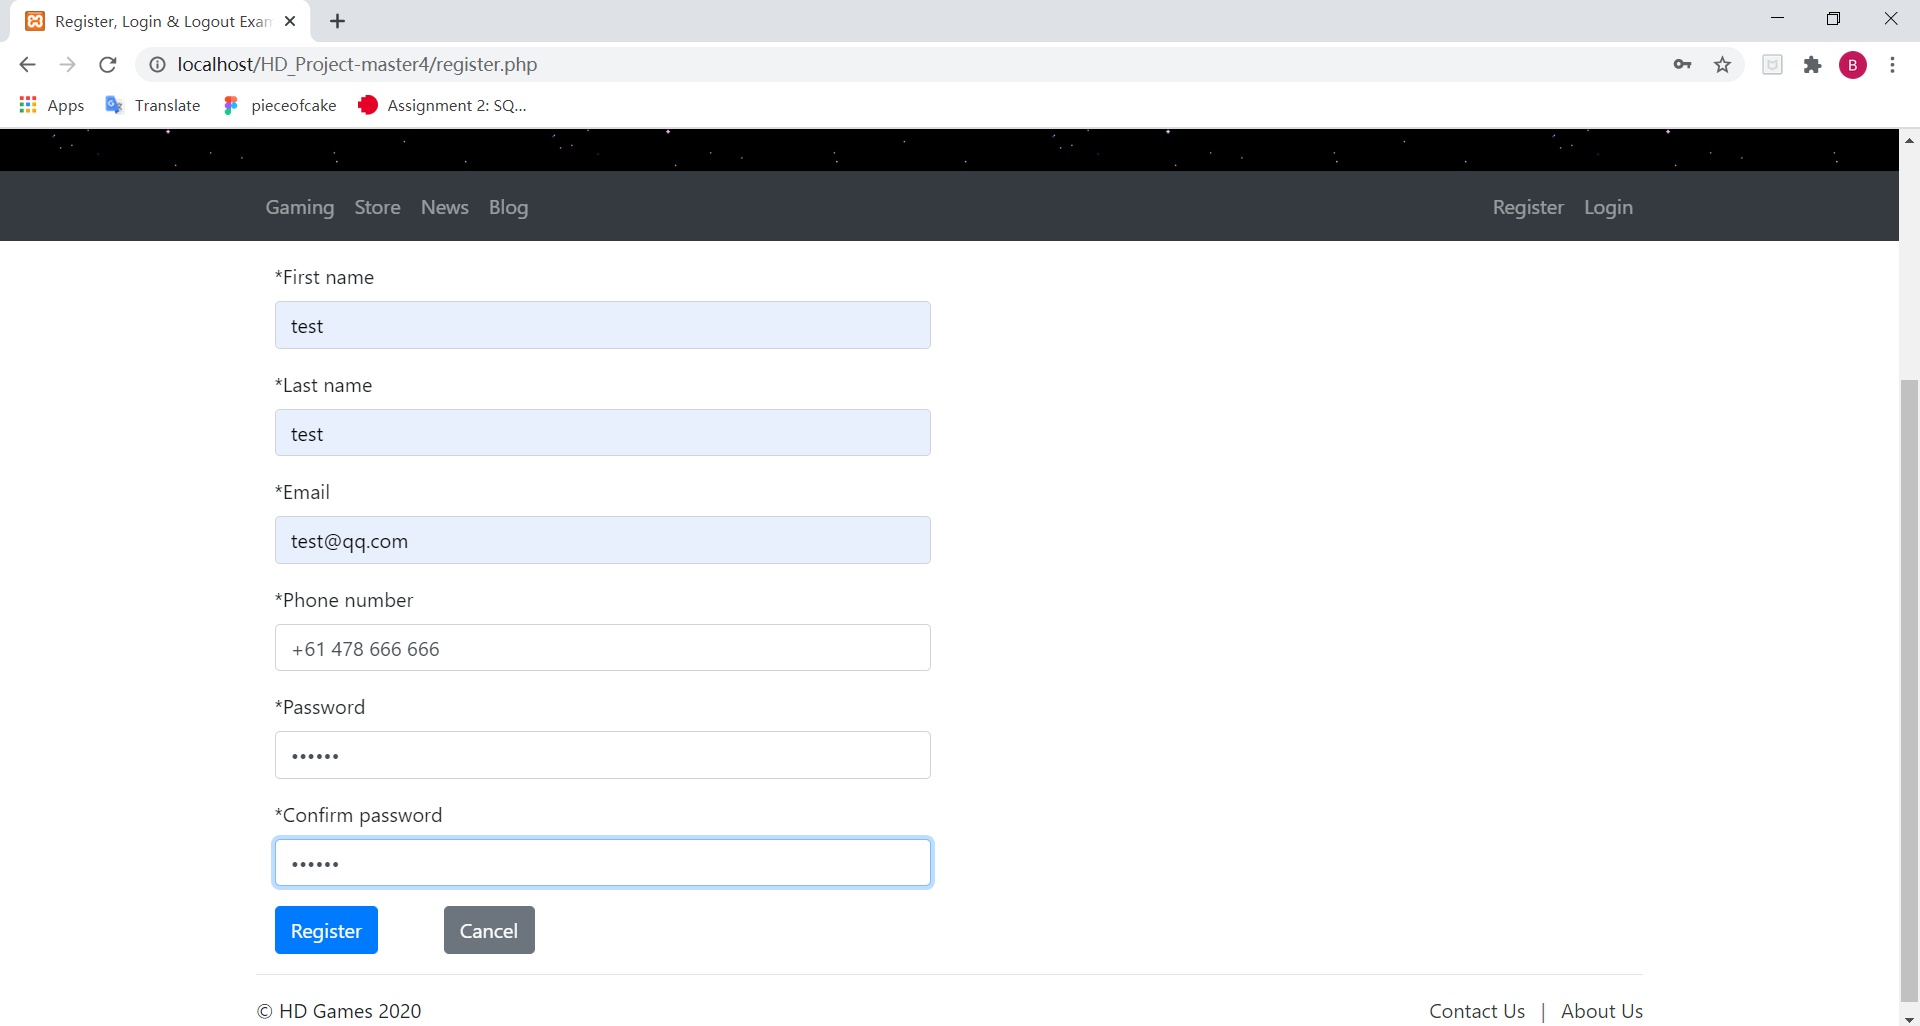 Register, Login & Logout Exam
localhost/HD_Project-master4/register.php
B
Apps Translate pieceofcake Assignment 2: SQ...
Gaming Store News Blog Register Login
*First name
test
*Last name
test
*Email
test@qq.com
*Phone number
+61 478 666 666
*Password
••••••
*Confirm password
••••••
Register Cancel
© HD Games 2020 Contact Us | About Us